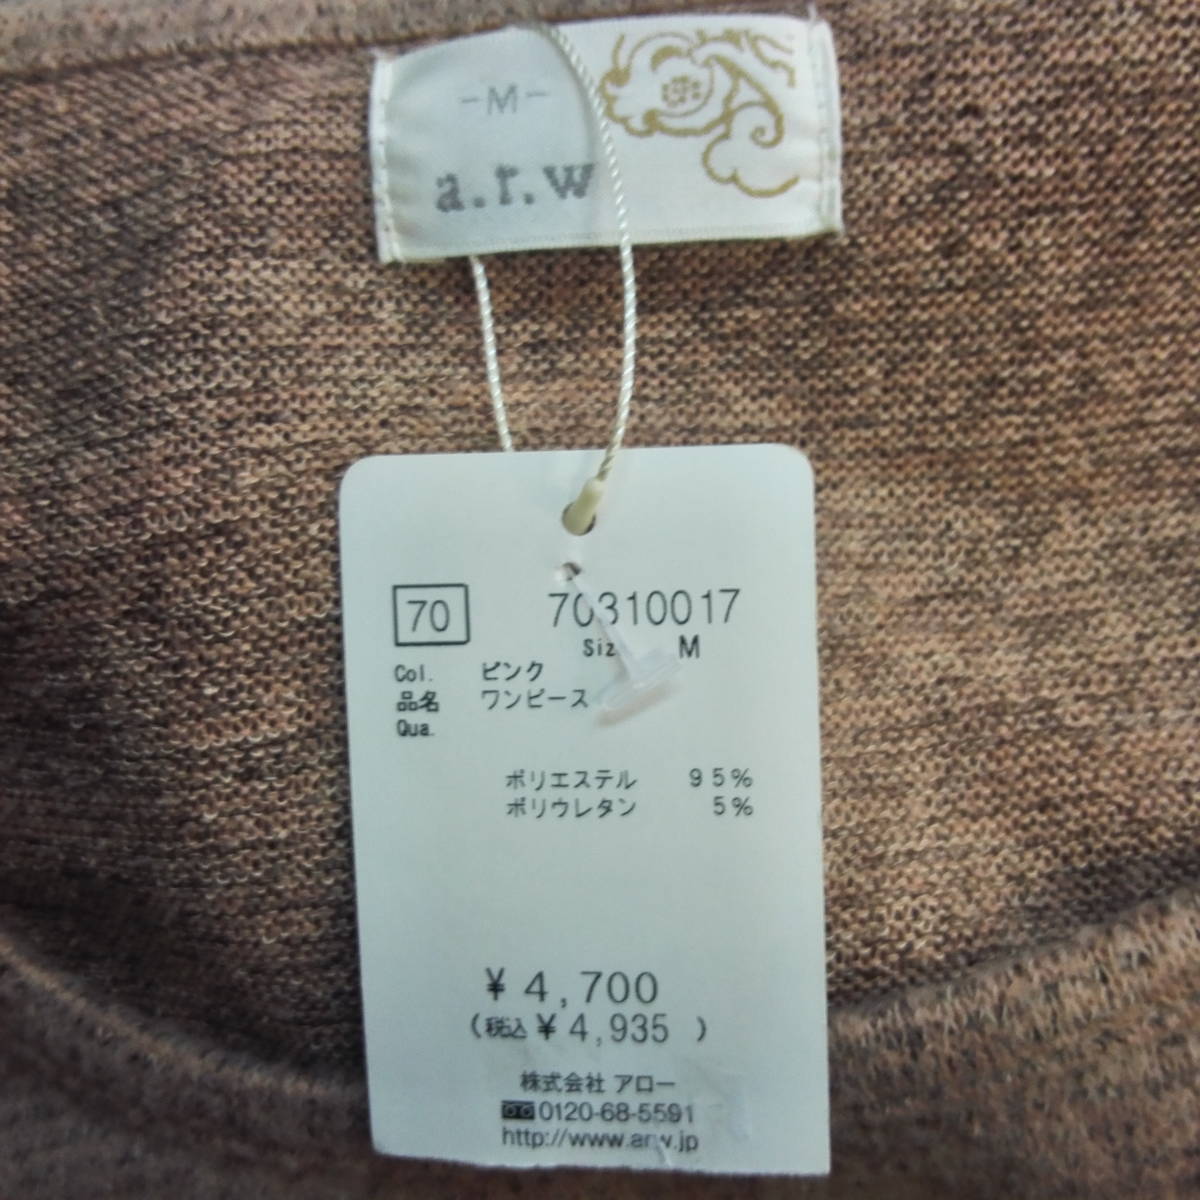 -M-
a.r.w
70 70310017
Size M
Col. ピンク
品名 ワンピース
Qua.
ポリエステル 95%
ポリウレタン 5%
¥4,700
(税込¥4,935 )
株式会社 アロー
0120-68-5591
http://www.arw.jp